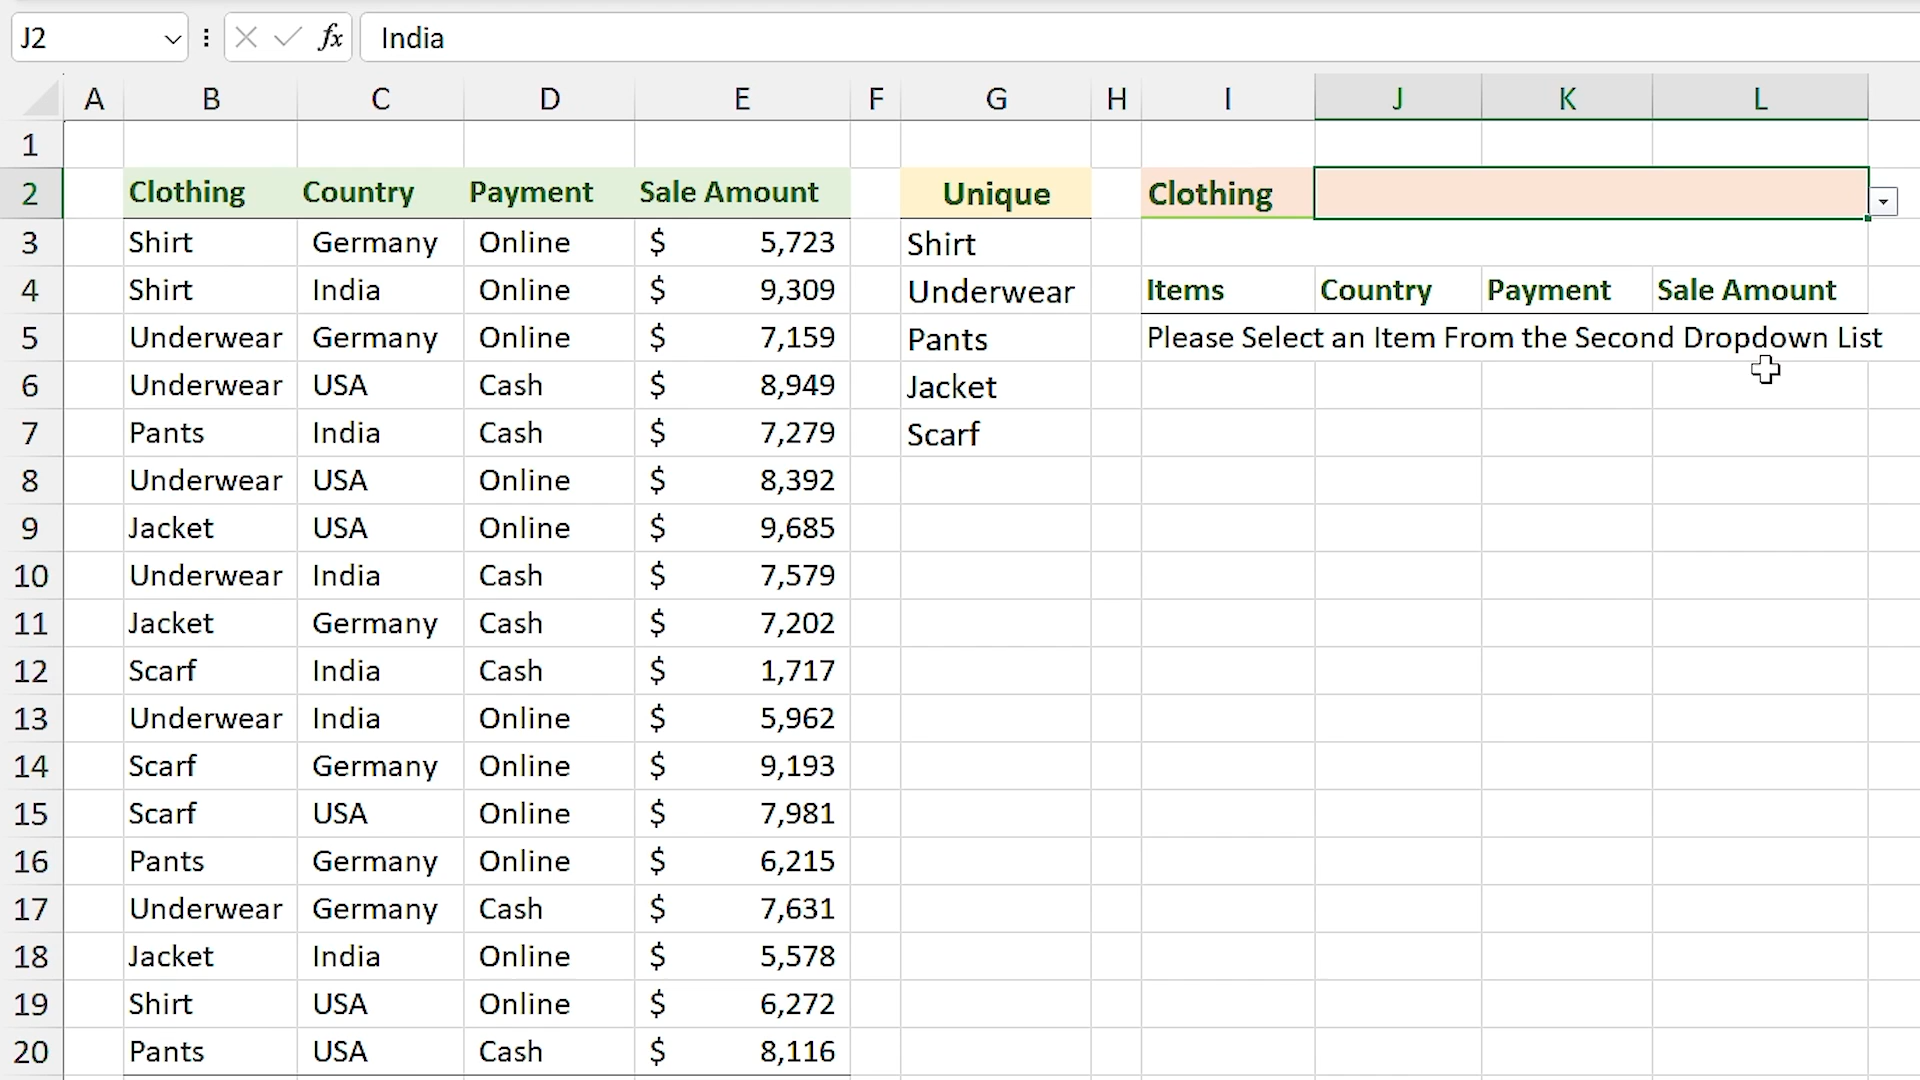 J2 fx India
A B C D E F G H I J K L
1
2 Clothing Country Payment Sale Amount Unique Clothing
3 Shirt Germany Online $ 5,723 Shirt
4 Shirt India Online $ 9,309 Underwear Items Country Payment Sale Amount
5 Underwear Germany Online $ 7,159 Pants Please Select an Item From the Second Dropdown List
6 Underwear USA Cash $ 8,949 Jacket
7 Pants India Cash $ 7,279 Scarf
8 Underwear USA Online $ 8,392
9 Jacket USA Online $ 9,685
10 Underwear India Cash $ 7,579
11 Jacket Germany Cash $ 7,202
12 Scarf India Cash $ 1,717
13 Underwear India Online $ 5,962
14 Scarf Germany Online $ 9,193
15 Scarf USA Online $ 7,981
16 Pants Germany Online $ 6,215
17 Underwear Germany Cash $ 7,631
18 Jacket India Online $ 5,578
19 Shirt USA Online $ 6,272
20 Pants USA Cash $ 8,116